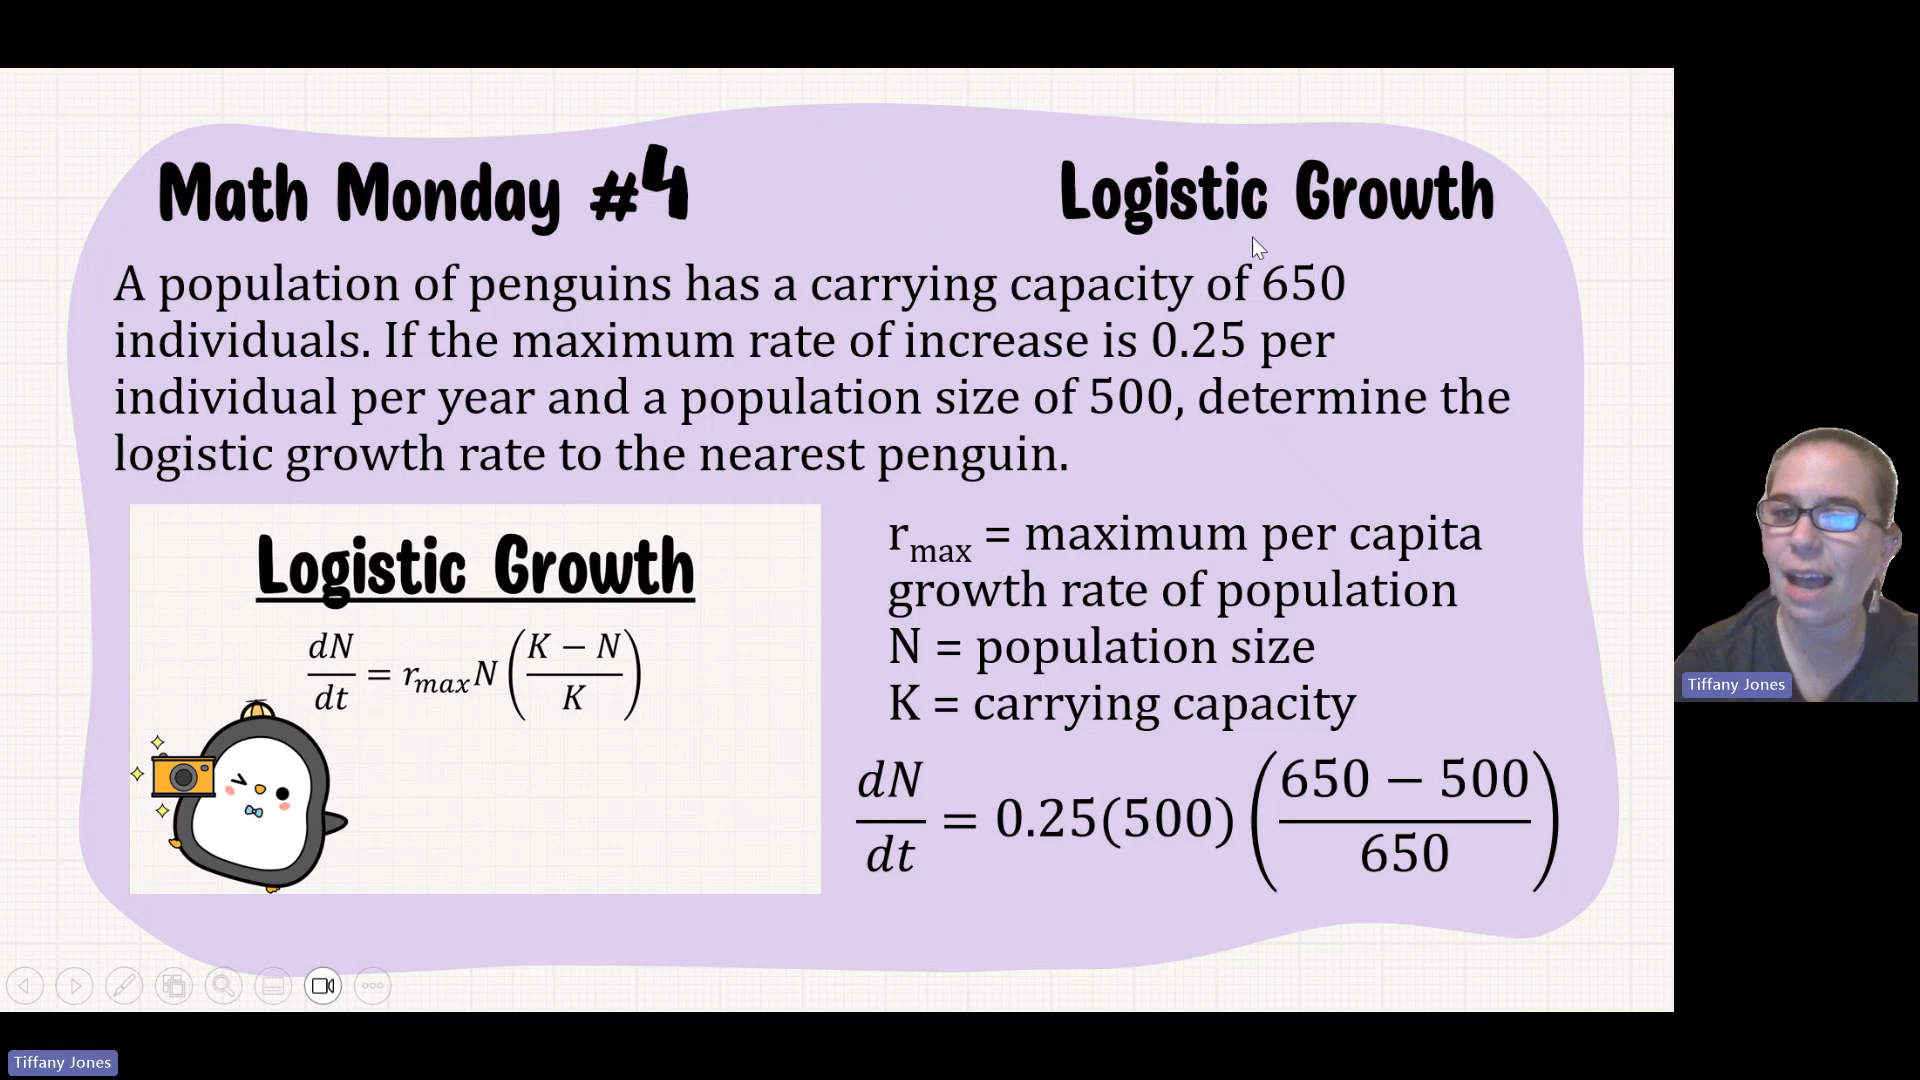 Math Monday #4
Logistic Growth
A population of penguins has a carrying capacity of 650
individuals. If the maximum rate of increase is 0.25 per
individual per year and a population size of 500, determine the
logistic growth rate to the nearest penguin.
Logistic Growth
dN/dt = r_max N ((K − N)/K)
r_max = maximum per capita
growth rate of population
N = population size
K = carrying capacity
dN/dt = 0.25(500) ((650 − 500)/650)
Tiffany Jones
Tiffany Jones